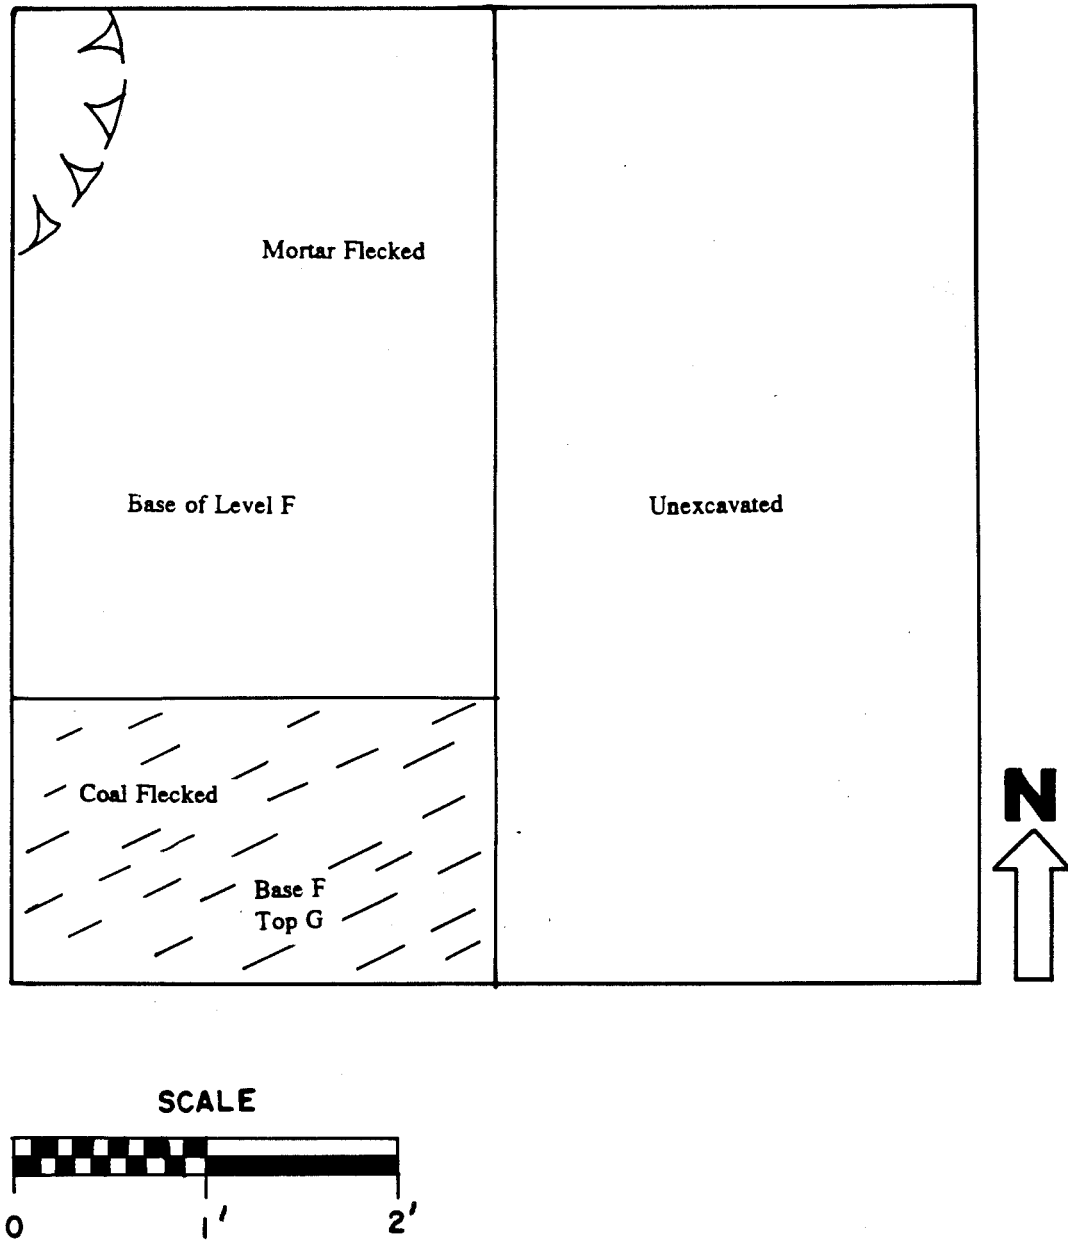 Mortar Flecked
Base of Level F
Unexcavated
Coal Flecked
Base F
Top G
N
SCALE
0 1' 2'